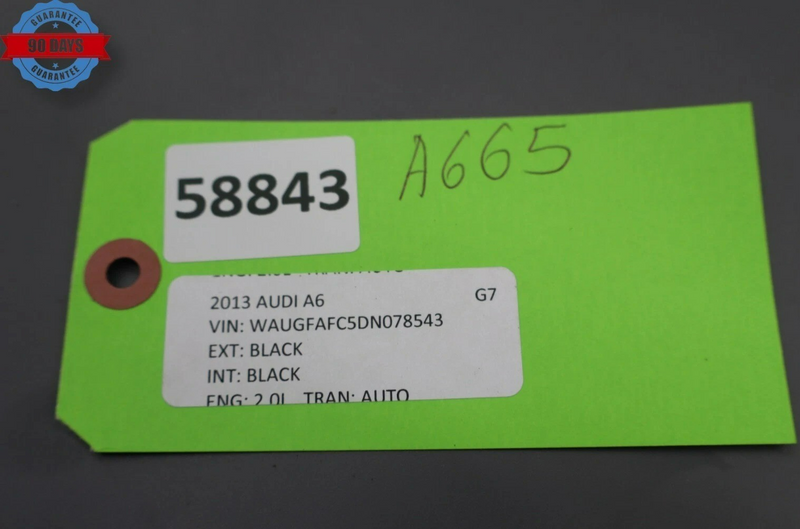 GUARANTEE
90 DAYS
GUARANTEE
A665
58843
2013 AUDI A6 G7
VIN: WAUGFAFC5DN078543
EXT: BLACK
INT: BLACK
ENG: 2.0L TRAN: AUTO